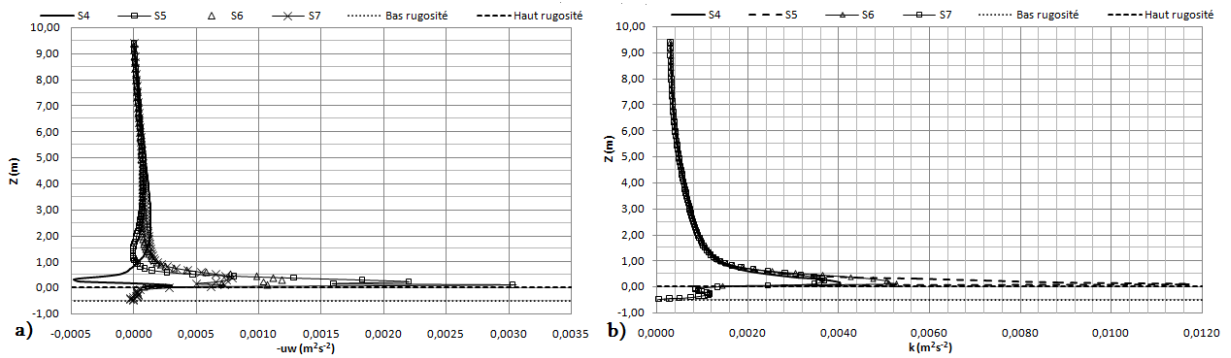 S4 S5 S6 S7 Bas rugosité Haut rugosité
10,00
9,00
8,00
7,00
6,00
5,00
4,00
3,00
2,00
1,00
0,00
-1,00
Z (m)
-0,0005 0,0000 0,0005 0,0010 0,0015 0,0020 0,0025 0,0030 0,0035
-uw (m²s-²)
a)
S4 S5 S6 S7 Bas rugosité Haut rugosité
10,00
9,00
8,00
7,00
6,00
5,00
4,00
3,00
2,00
1,00
0,00
-1,00
Z (m)
0,0000 0,0020 0,0040 0,0060 0,0080 0,0100 0,0120
k (m²s-²)
b)